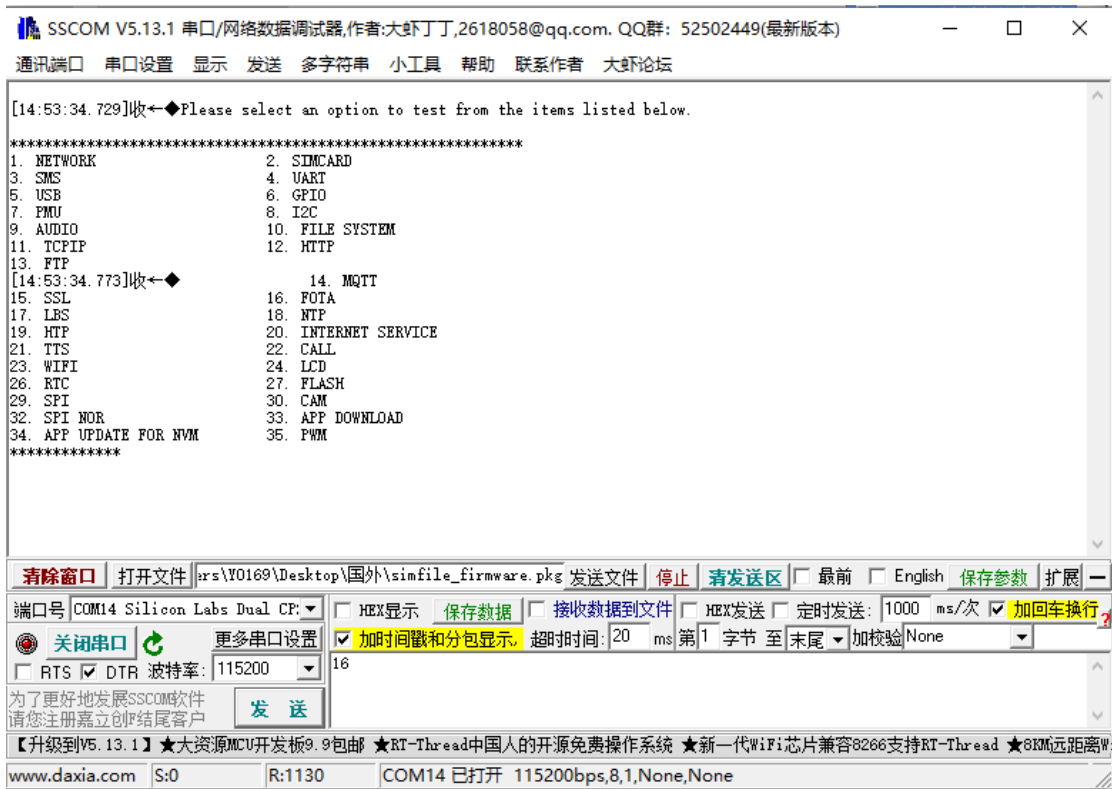 SSCOM V5.13.1 串口/网络数据调试器,作者:大虾丁丁,2618058@qq.com. QQ群: 52502449(最新版本)
通讯端口 串口设置 显示 发送 多字符串 小工具 帮助 联系作者 大虾论坛
[14:53:34.729]收←◆Please select an option to test from the items listed below.
************************************************************
1. NETWORK 2. SIMCARD
3. SMS 4. UART
5. USB 6. GPIO
7. PMU 8. I2C
9. AUDIO 10. FILE SYSTEM
11. TCPIP 12. HTTP
13. FTP
[14:53:34.773]收←◆ 14. MQTT
15. SSL 16. FOTA
17. LBS 18. NTP
19. HTP 20. INTERNET SERVICE
21. TTS 22. CALL
23. WIFI 24. LCD
26. RTC 27. FLASH
29. SPI 30. CAM
32. SPI NOR 33. APP DOWNLOAD
34. APP UPDATE FOR NVM 35. PWM
*************
清除窗口 打开文件 ers\Y0169\Desktop\国外\simfile_firmware.pkg 发送文件 停止 清发送区 最前 English 保存参数 扩展 —
端口号 COM14 Silicon Labs Dual CP: HEX显示 保存数据 接收数据到文件 HEX发送 定时发送: 1000 ms/次 加回车换行 ?
关闭串口 更多串口设置 加时间戳和分包显示, 超时时间: 20 ms 第 1 字节 至 末尾 加校验 None
RTS DTR 波特率: 115200 16
为了更好地发展SSCOM软件
请您注册嘉立创F结尾客户
发 送
【升级到V5.13.1】★大资源MCU开发板9.9包邮 ★RT-Thread中国人的开源免费操作系统 ★新一代WiFi芯片兼容8266支持RT-Thread ★8KM远距离W
www.daxia.com S:0 R:1130 COM14 已打开 115200bps,8,1,None,None